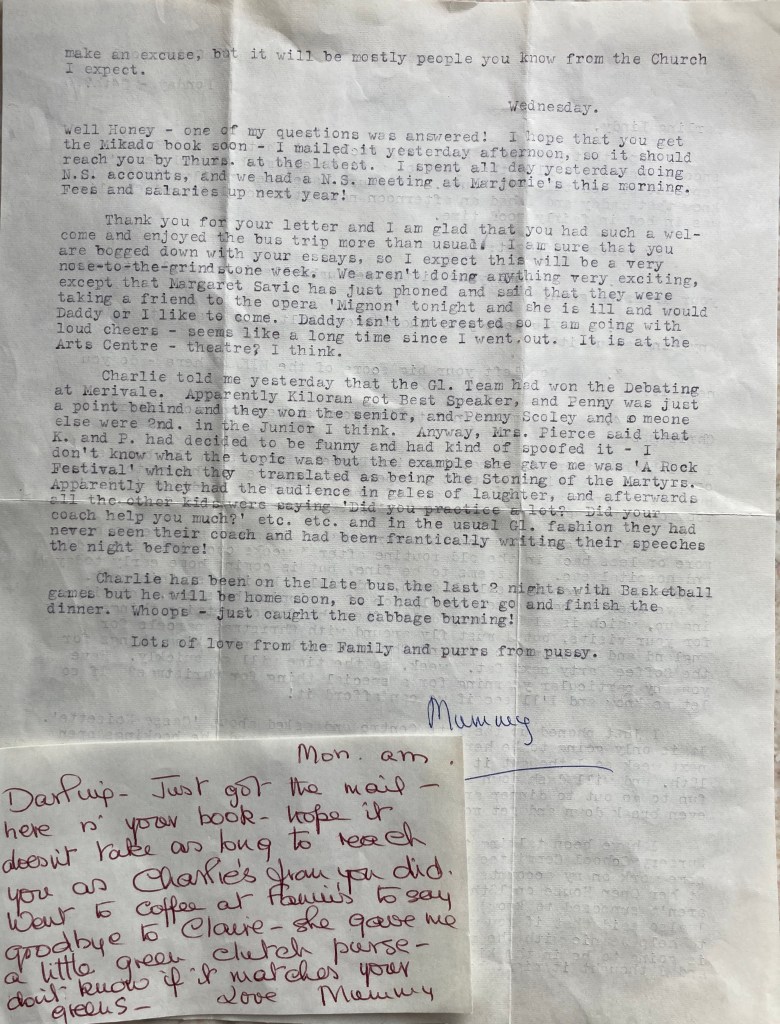 make an excuse, but it will be mostly people you know from the Church
I expect.
Wednesday.
Well Honey - one of my questions was answered!  I hope that you get
the Mikado book soon - I mailed it yesterday afternoon, so it should
reach you by Thurs. at the latest.  I spent all day yesterday doing
N.S. accounts, and we had a N.S. meeting at Marjorie's this morning.
Fees and salaries up next year!
Thank you for your letter and I am glad that you had such a wel-
come and enjoyed the bus trip more than usual.  I am sure that you
are bogged down with your essays, so I expect this will be a very
nose-to-the-grindstone week.  We aren't doing anything very exciting,
except that Margaret Savic has just phoned and said that they were
taking a friend to the opera 'Mignon' tonight and she is ill and would
Daddy or I like to come.  Daddy isn't interested so I am going with
loud cheers - seems like a long time since I went out.  It is at the
Arts Centre - theatre? I think.
Charlie told me yesterday that the Gl. Team had won the Debating
at Merivale.  Apparently Kiloran got Best Speaker, and Penny was just
a point behind and they won the senior, and Penny Scoley and someone
else were 2nd. in the Junior I think.  Anyway, Mrs. Pierce said that
K. and P. had decided to be funny and had kind of spoofed it - I
don't know what the topic was but the example she gave me was 'A Rock
Festival' which they translated as being the Stoning of the Martyrs.
Apparently they had the audience in gales of laughter, and afterwards
all the other kids were saying 'Did you practice a lot?  Did your
coach help you much?' etc. etc. and in the usual Gl. fashion they had
never seen their coach and had been frantically writing their speeches
the night before!
Charlie has been on the late bus the last 2 nights with Basketball
games but he will be home soon, so I had better go and finish the
dinner.  Whoops - just caught the cabbage burning!
Lots of love from the Family and purrs from pussy.
Mummy
Mon. am.
Darling - Just got the mail -
here is your book - hope it
doesn't take as long to reach
you as Charlie's from you did.
Went to coffee at to say
goodbye to Claire - she gave me
a little green clutch purse -
don't know if it matches your
greens - Love Mummy